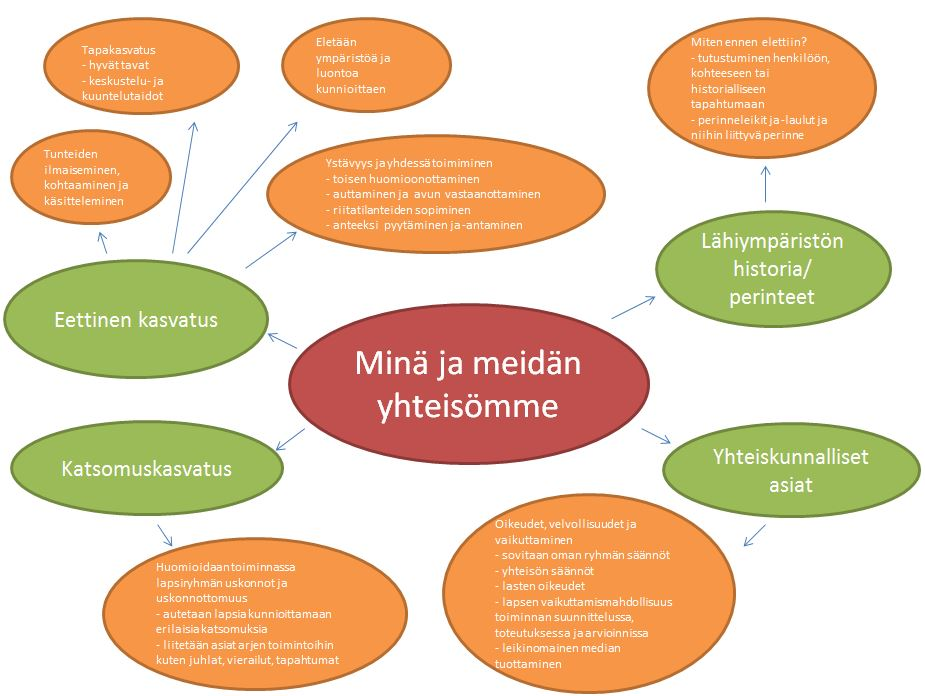 Tapakasvatus
- hyvät tavat
- keskustelu- ja
kuuntelutaidot
Eletään
ympäristöä ja
luontoa
kunnioittaen
Miten ennen elettiin?
- tutustuminen henkilöön,
kohteeseen tai
historialliseen
tapahtumaan
- perinneleikit ja-laulut ja
niihin liittyvä perinne
Tunteiden
ilmaiseminen,
kohtaaminen ja
käsitteleminen
Ystävyys ja yhdessä toimiminen
- toisen huomioonottaminen
- auttaminen ja avun vastaanottaminen
- riitatilanteiden sopiminen
- anteeksi pyytäminen ja -antaminen
Lähiympäristön
historia/
perinteet
Eettinen kasvatus
Minä ja meidän
yhteisömme
Katsomuskasvatus
Yhteiskunnalliset
asiat
Huomioidaan toiminnassa
lapsiryhmän uskonnot ja
uskonnottomuus
- autetaan lapsia kunnioittamaan
erilaisia katsomuksia
- liitetään asiat arjen toimintoihin
kuten juhlat, vierailut, tapahtumat
Oikeudet, velvollisuudet ja
vaikuttaminen
- sovitaan oman ryhmän säännöt
- yhteisön säännöt
- lasten oikeudet
- lapsen vaikuttamismahdollisuus
toiminnan suunnittelussa,
toteutuksessa ja arvioinnissa
- leikinomainen median
tuottaminen